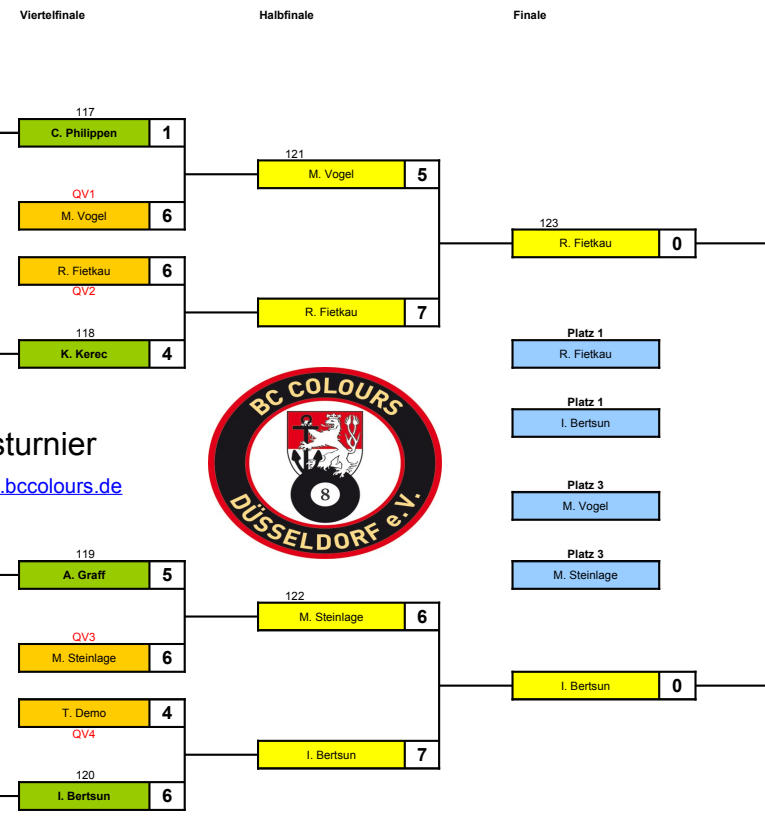 Viertelfinale
Halbfinale
Finale
117
C. Philippen 1
QV1
M. Vogel 6
R. Fietkau 6
QV2
118
K. Kerec 4
121
M. Vogel 5
R. Fietkau 7
123
R. Fietkau 0
Platz 1
R. Fietkau
Platz 1
I. Bertsun
Platz 3
M. Vogel
Platz 3
M. Steinlage
BC COLOURS
8
DÜSSELDORF e.V.
sturnier
.bccolours.de
119
A. Graff 5
QV3
M. Steinlage 6
T. Demo 4
QV4
120
I. Bertsun 6
122
M. Steinlage 6
I. Bertsun 7
I. Bertsun 0